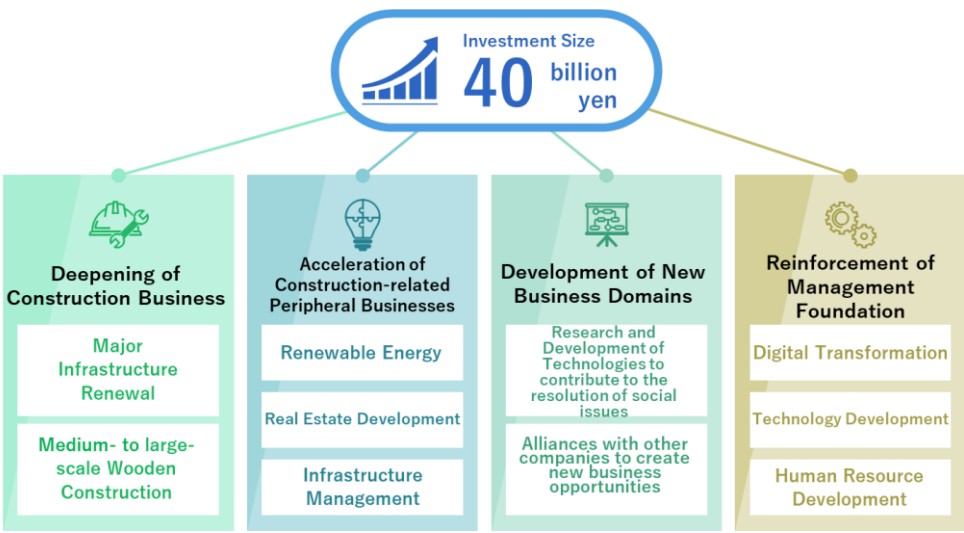 Investment Size
40 billion
yen
Deepening of
Construction Business
Major
Infrastructure
Renewal
Medium- to large-
scale Wooden
Construction
Acceleration of
Construction-related
Peripheral Businesses
Renewable Energy
Real Estate Development
Infrastructure
Management
Development of New
Business Domains
Research and
Development of
Technologies to
contribute to the
resolution of social
issues
Alliances with other
companies to create
new business
opportunities
Reinforcement of
Management
Foundation
Digital Transformation
Technology Development
Human Resource
Development